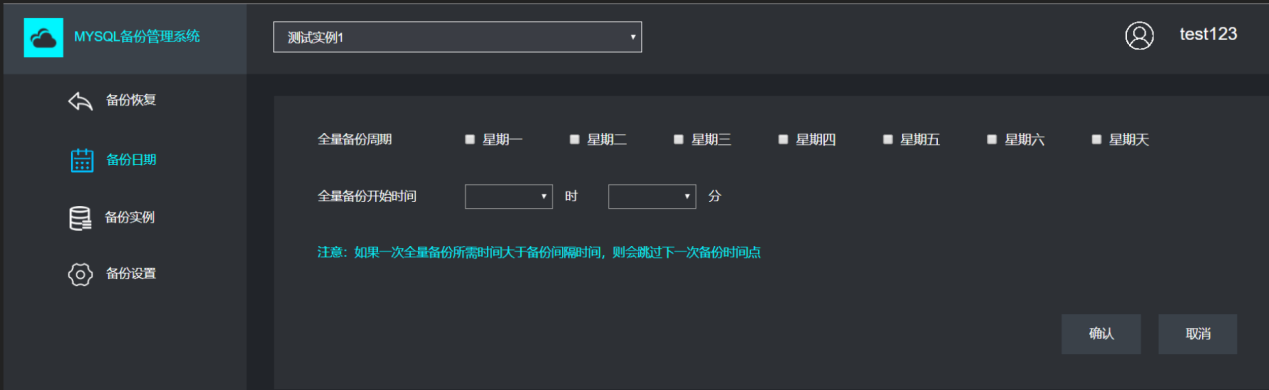 MYSQL备份管理系统
测试实例1
test123
备份恢复
备份日期
备份实例
备份设置
全量备份周期 星期一 星期二 星期三 星期四 星期五 星期六 星期天
全量备份开始时间 时 分
注意：如果一次全量备份所需时间大于备份间隔时间，则会跳过下一次备份时间点
确认 取消